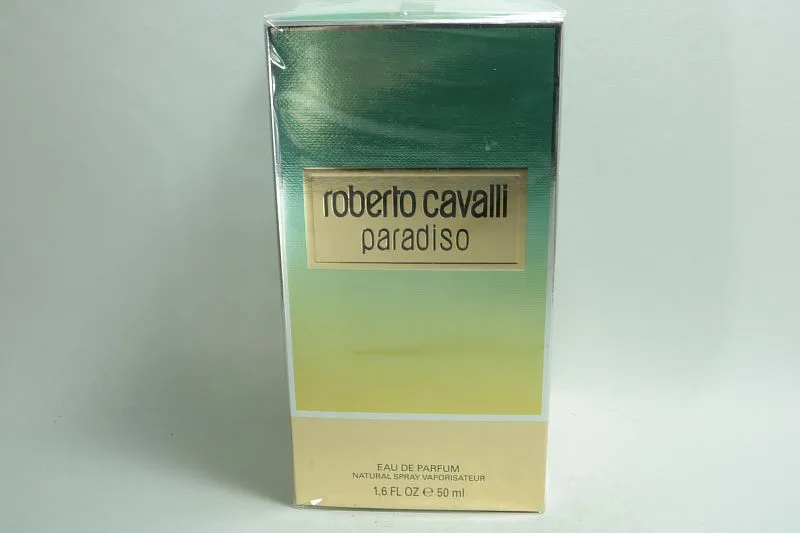 roberto cavalli
paradiso
EAU DE PARFUM
NATURAL SPRAY VAPORISATEUR
1.6 FL OZ ℮ 50 ml